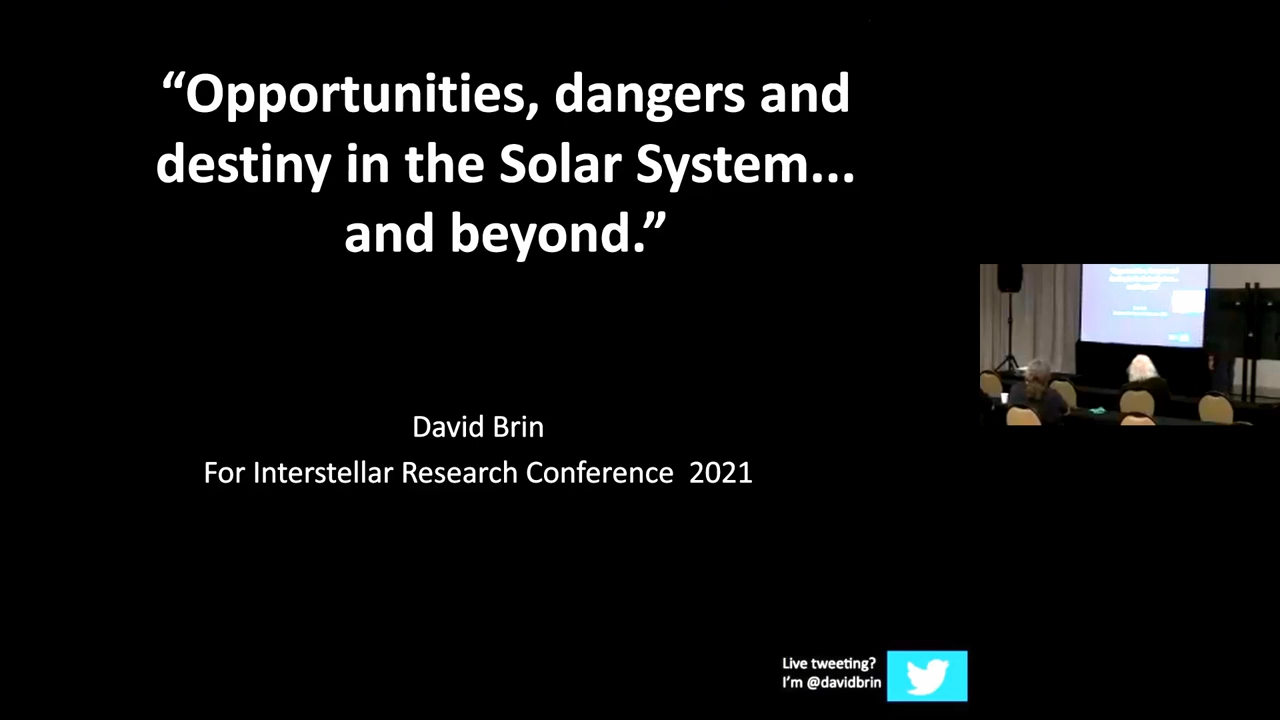 “Opportunities, dangers and
destiny in the Solar System...
and beyond.”
David Brin
For Interstellar Research Conference  2021
Live tweeting?
I’m @davidbrin